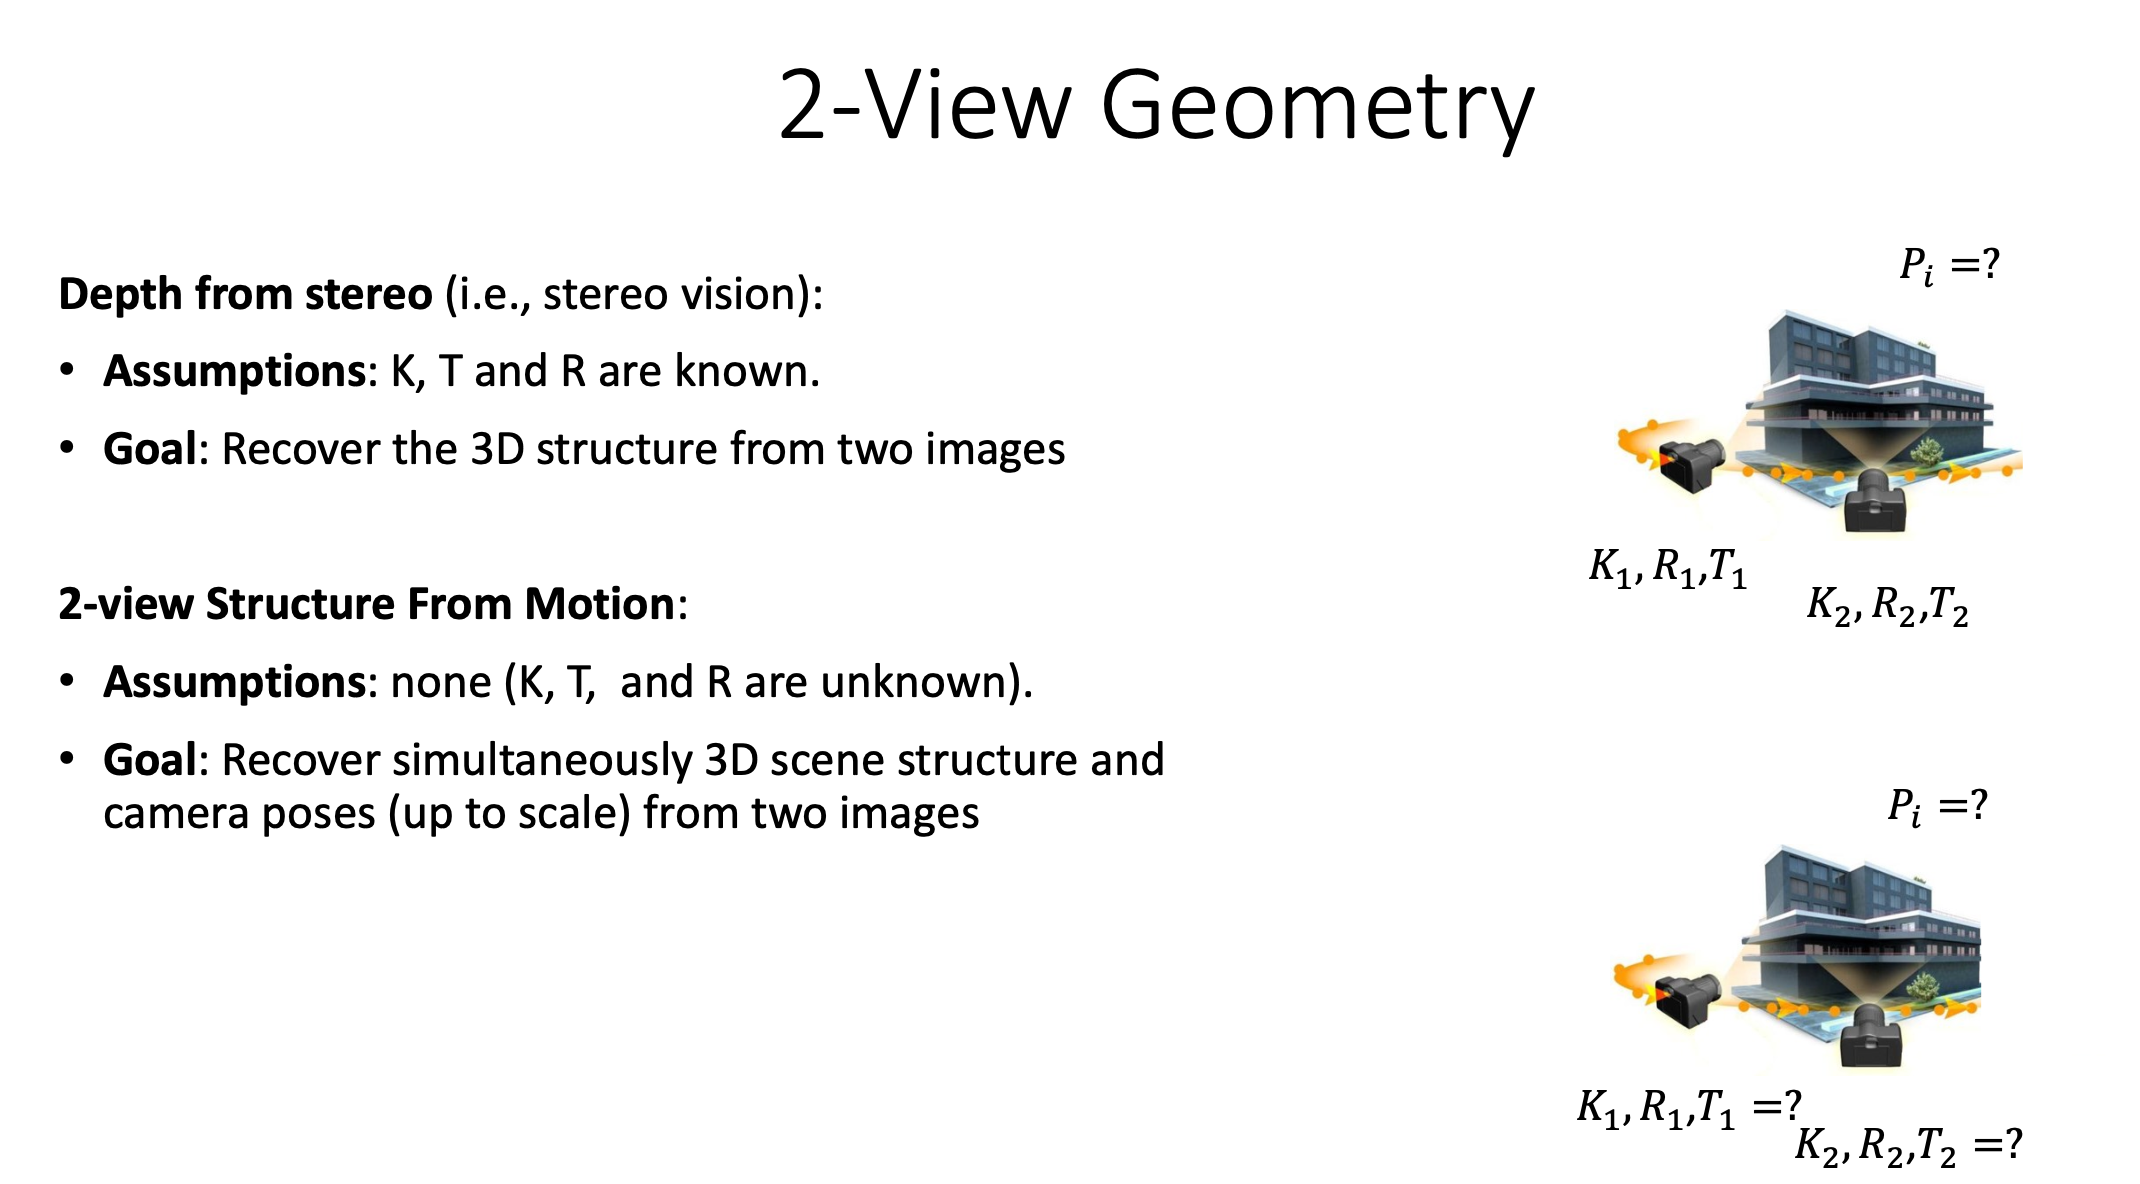 2-View Geometry
Depth from stereo (i.e., stereo vision):
• Assumptions: K, T and R are known.
• Goal: Recover the 3D structure from two images
2-view Structure From Motion:
• Assumptions: none (K, T,  and R are unknown).
• Goal: Recover simultaneously 3D scene structure and
camera poses (up to scale) from two images
P_i =?
K_1, R_1,T_1
K_2, R_2,T_2
P_i =?
K_1, R_1,T_1 =?
K_2, R_2,T_2 =?